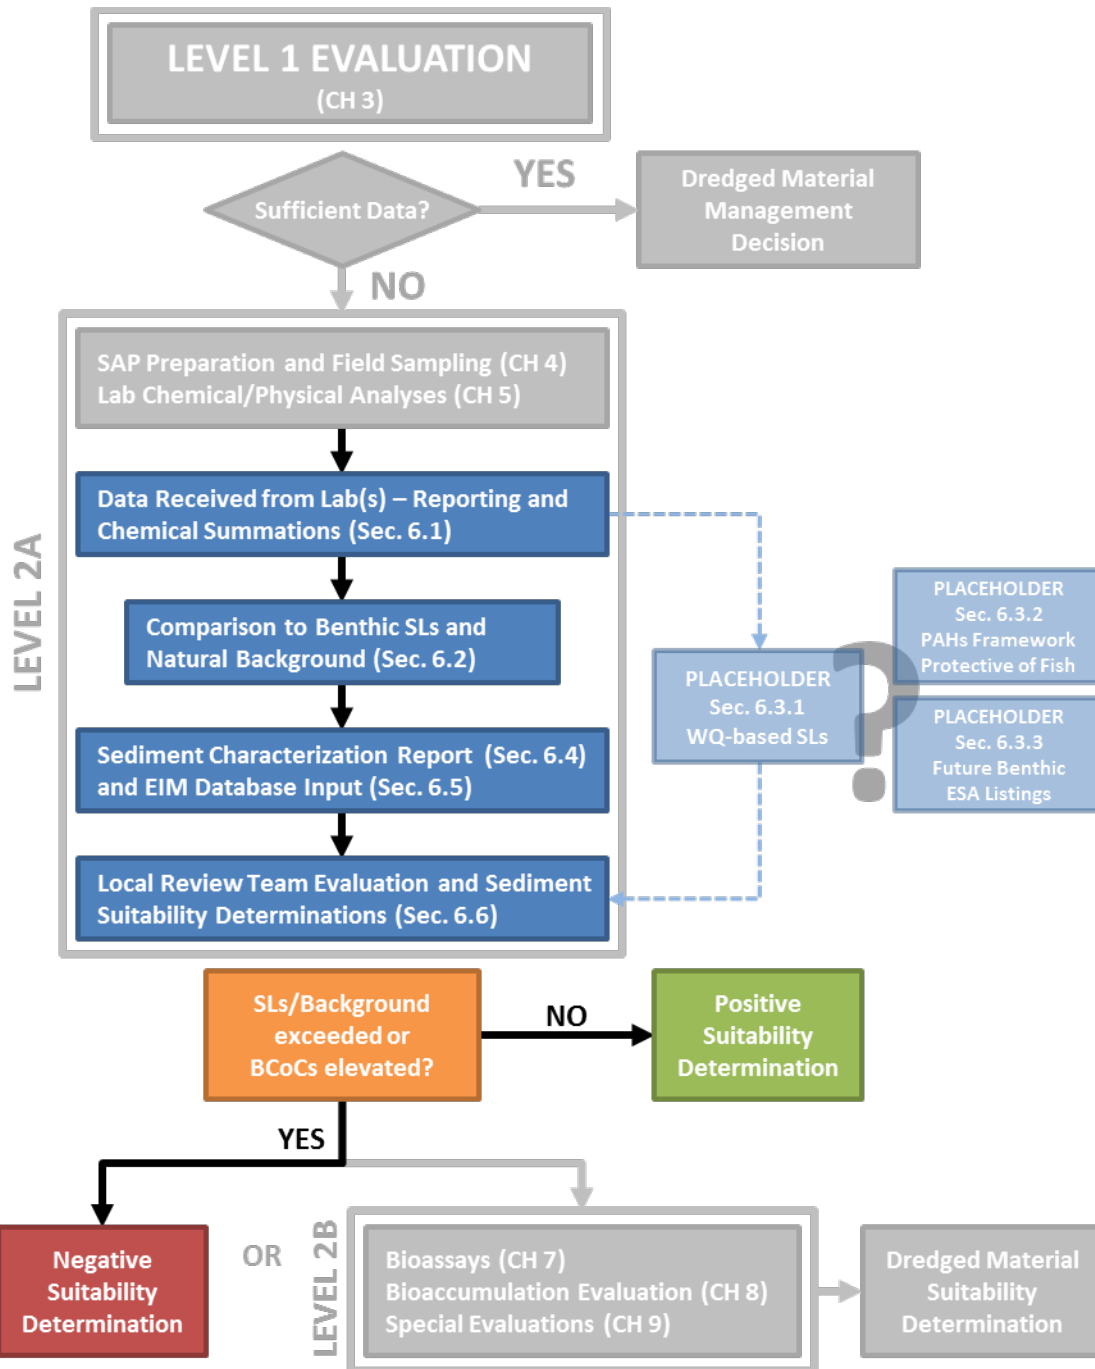 LEVEL 1 EVALUATION
(CH 3)
YES
Sufficient Data?
Dredged Material
Management
Decision
NO
LEVEL 2A
SAP Preparation and Field Sampling (CH 4)
Lab Chemical/Physical Analyses (CH 5)
Data Received from Lab(s) – Reporting and
Chemical Summations (Sec. 6.1)
Comparison to Benthic SLs and
Natural Background (Sec. 6.2)
Sediment Characterization Report (Sec. 6.4)
and EIM Database Input (Sec. 6.5)
Local Review Team Evaluation and Sediment
Suitability Determinations (Sec. 6.6)
PLACEHOLDER
Sec. 6.3.1
WQ-based SLs
?
PLACEHOLDER
Sec. 6.3.2
PAHs Framework
Protective of Fish
PLACEHOLDER
Sec. 6.3.3
Future Benthic
ESA Listings
SLs/Background
exceeded or
BCoCs elevated?
NO
Positive
Suitability
Determination
YES
Negative
Suitability
Determination
OR
LEVEL 2B
Bioassays (CH 7)
Bioaccumulation Evaluation (CH 8)
Special Evaluations (CH 9)
Dredged Material
Suitability
Determination